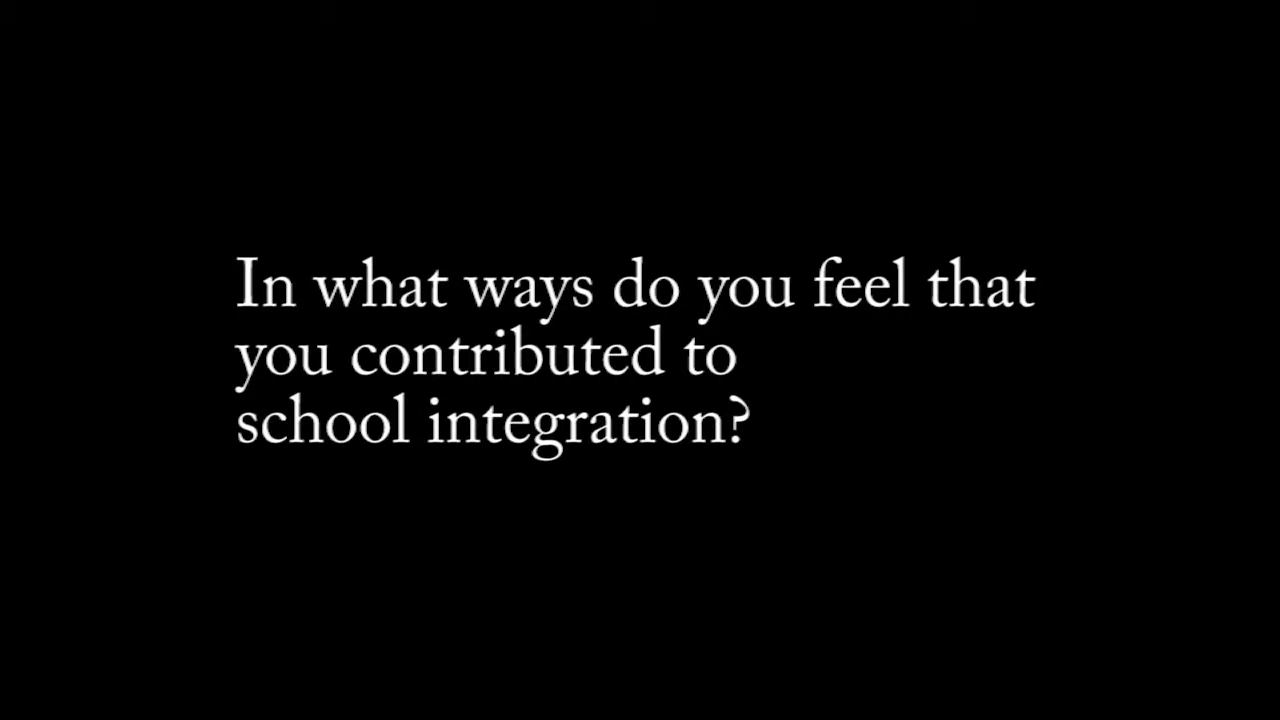 In what ways do you feel that
you contributed to
school integration?